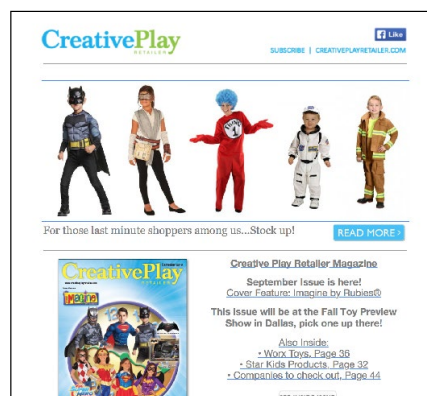 CreativePlay
RETAILER
Like
SUBSCRIBE | CREATIVEPLAYRETAILER.COM
For those last minute shoppers among us...Stock up!
READ MORE >
CreativePlay
RETAILER
imagine
Creative Play Retailer Magazine
September Issue is here!
Cover Feature: Imagine by Rubies®
This Issue will be at the Fall Toy Preview
Show in Dallas, pick one up there!
Also Inside:
• Worx Toys, Page 36
• Star Kids Products, Page 32
• Companies to check out, Page 44